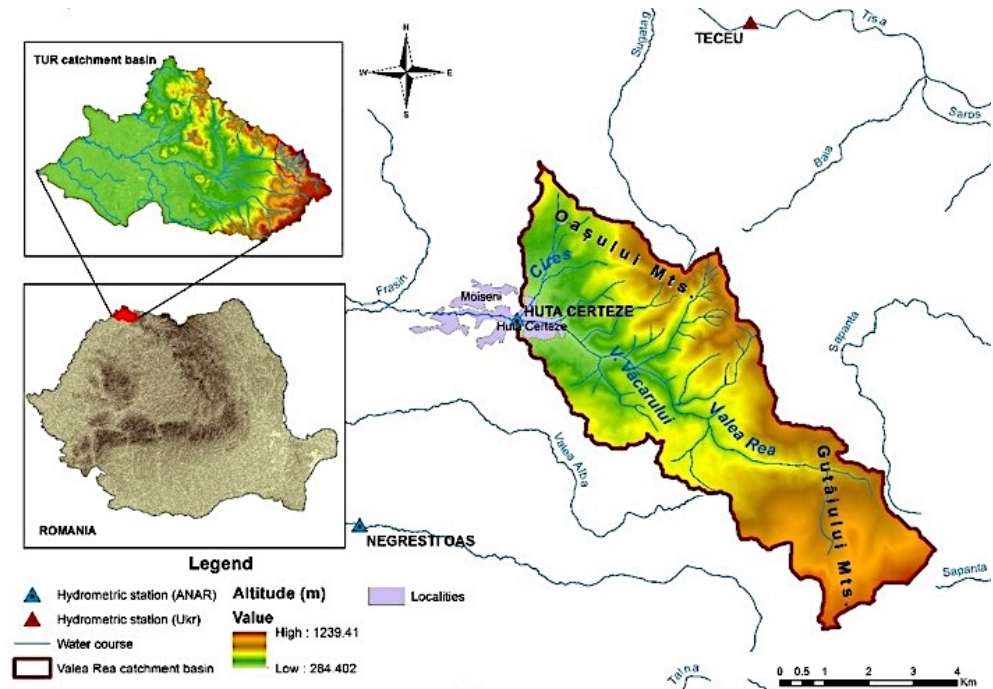 TUR catchment basin
N
W
E
S
Sugatag
TECEU
Tisa
Saros
Baia
Oaşului Mts.
Cires
Frasin
Moiseni
HUTA CERTEZE
Huta Certeze
Sapanta
V. Văcarului
Valea Rea
Valea Alba
Gutâiului Mts.
ROMANIA
NEGRESTI OAS
Sapanta
Talna
Legend
Hydrometric station (ANAR)
Hydrometric station (Ukr)
Water course
Valea Rea catchment basin
Altitude (m)
Value
High : 1239.41
Low : 284.402
Localities
0 0.5 1 2 3 4
Km